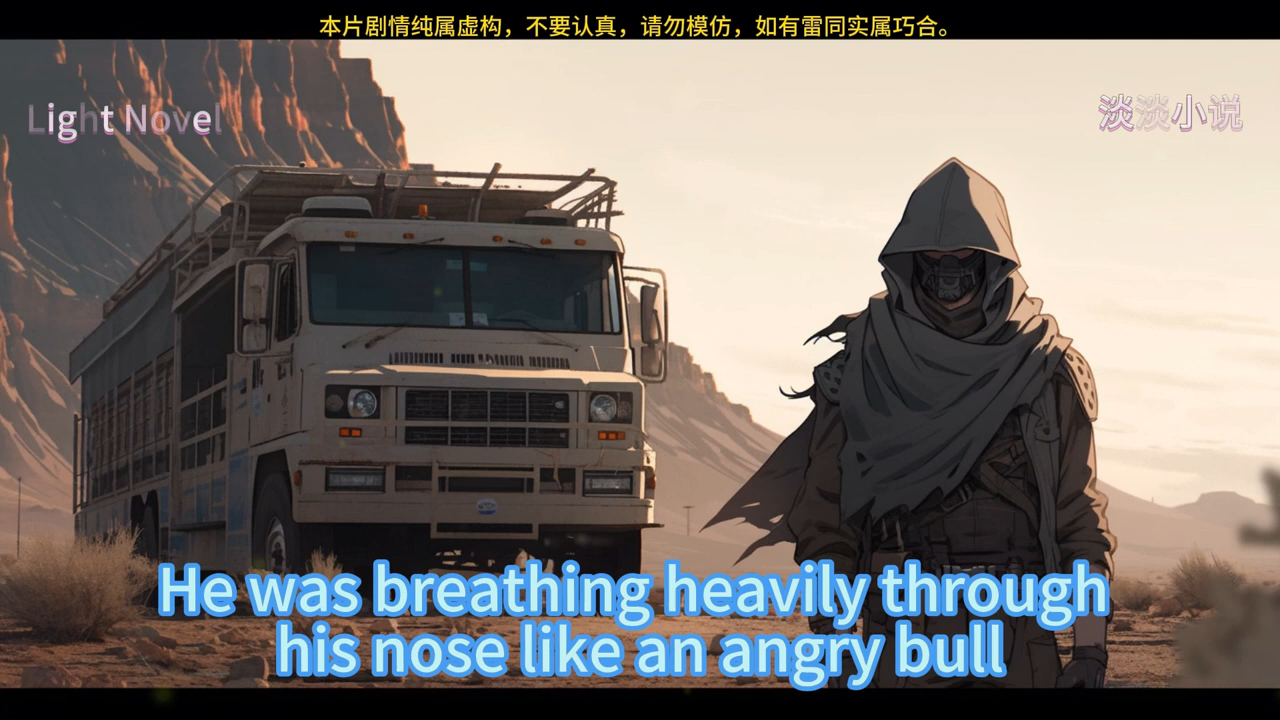 本片剧情纯属虚构，不要认真，请勿模仿，如有雷同实属巧合。
Light Novel
淡淡小说
He was breathing heavily through
his nose like an angry bull